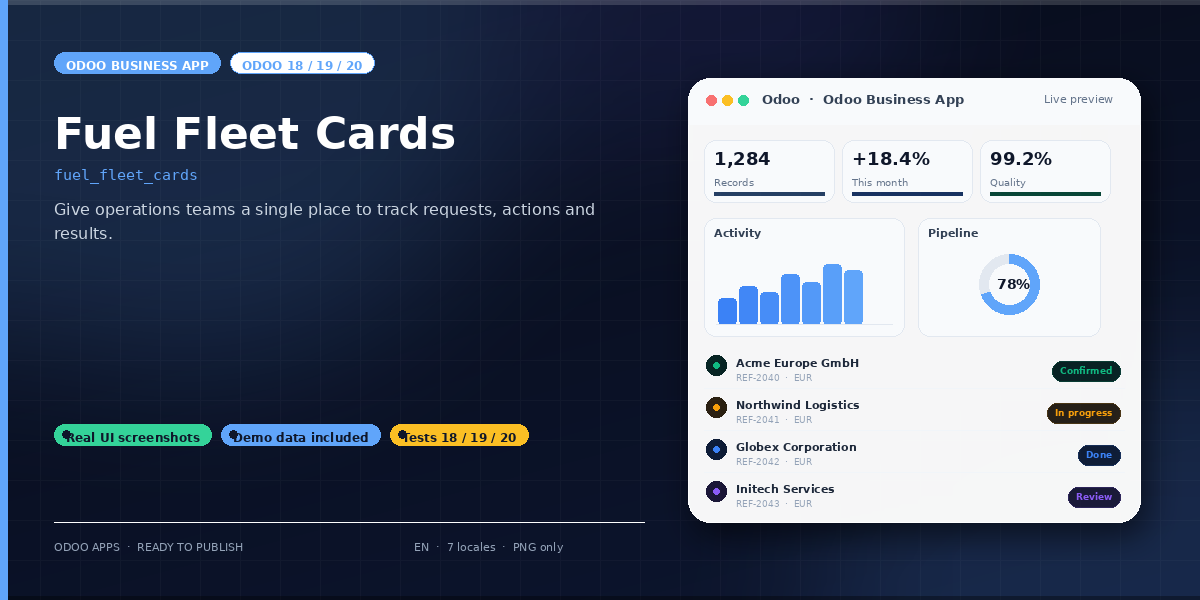 ODOO BUSINESS APP
ODOO 18 / 19 / 20
Fuel Fleet Cards
fuel_fleet_cards
Give operations teams a single place to track requests, actions and
results.
Real UI screenshots
Demo data included
Tests 18 / 19 / 20
ODOO APPS · READY TO PUBLISH
EN · 7 locales · PNG only
Odoo · Odoo Business App
Live preview
1,284
Records
+18.4%
This month
99.2%
Quality
Activity
Pipeline
78%
Acme Europe GmbH
REF-2040 · EUR
Confirmed
Northwind Logistics
REF-2041 · EUR
In progress
Globex Corporation
REF-2042 · EUR
Done
Initech Services
REF-2043 · EUR
Review